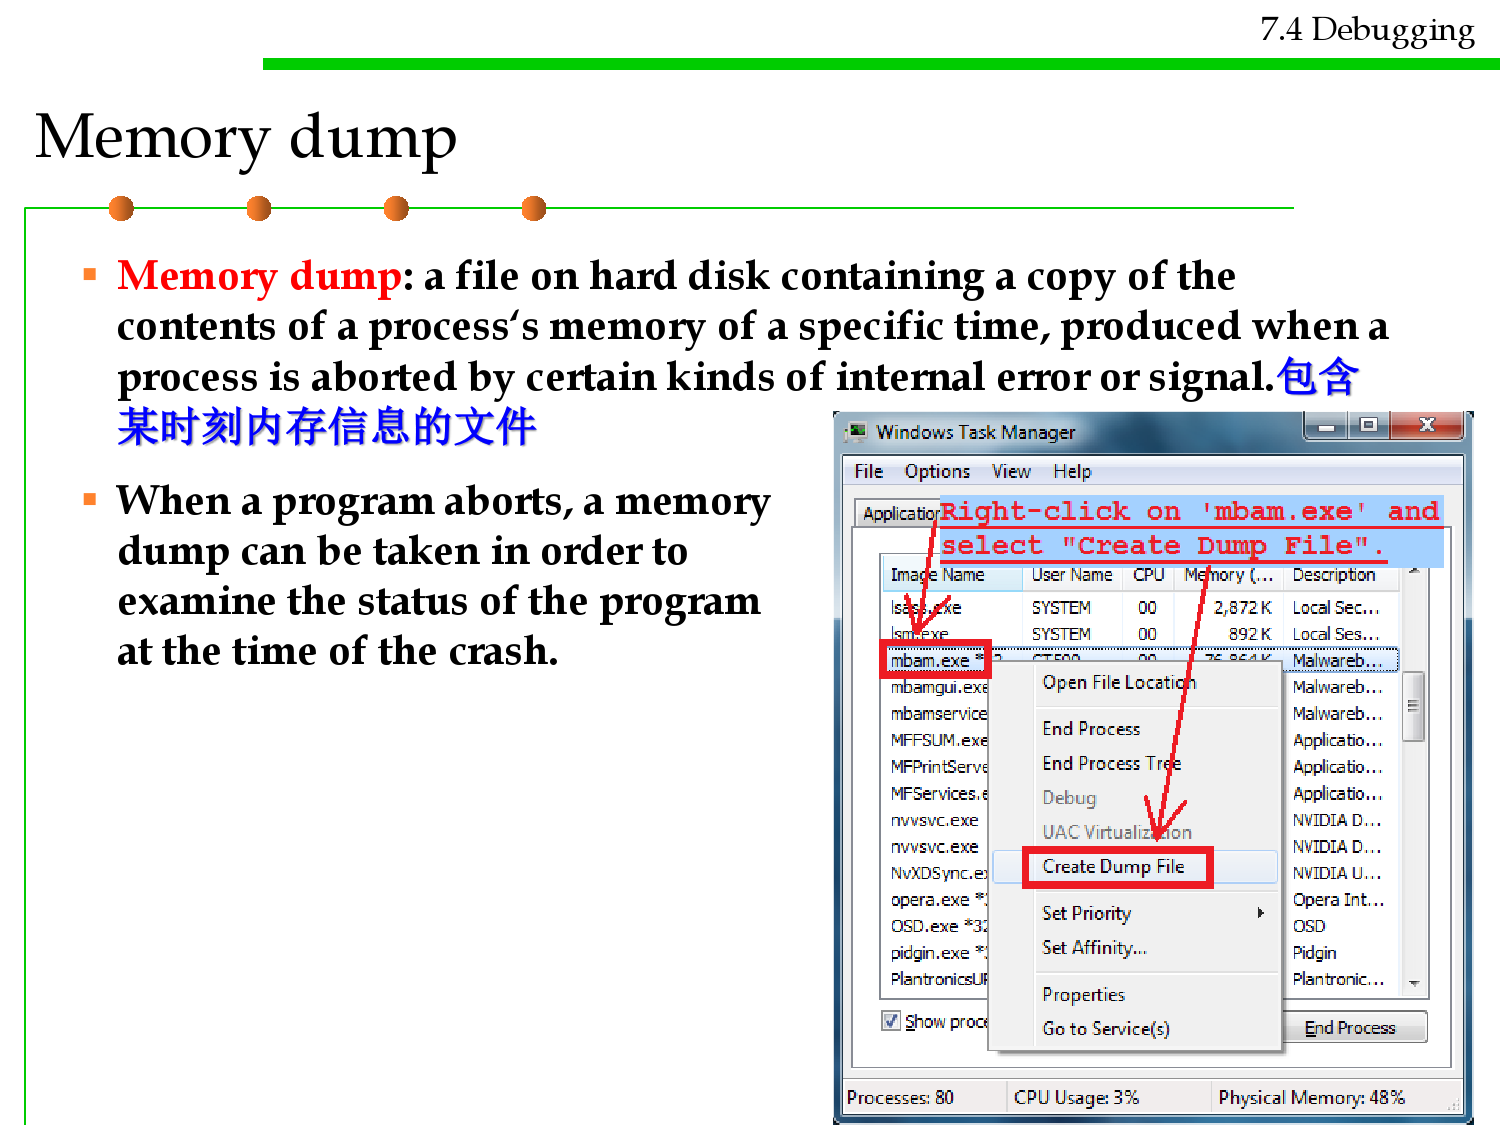 7.4 Debugging
Memory dump
Memory dump: a file on hard disk containing a copy of the
contents of a process‘s memory of a specific time, produced when a
process is aborted by certain kinds of internal error or signal.包含
某时刻内存信息的文件
When a program aborts, a memory
dump can be taken in order to
examine the status of the program
at the time of the crash.
Windows Task Manager
File Options View Help
Right-click on 'mbam.exe' and
select "Create Dump File".
Image Name User Name CPU Memory (... Description
lsass.exe SYSTEM 00 2,872 K Local Sec...
lsm.exe SYSTEM 00 892 K Local Ses...
mbam.exe Malwareb...
mbamgui.exe Malwareb...
mbamservice Malwareb...
MFFSUM.exe Applicatio...
MFPrintServe Applicatio...
MFServices.e Applicatio...
nvvsvc.exe NVIDIA D...
nvvsvc.exe NVIDIA D...
NvXDSync.ex NVIDIA U...
opera.exe * Opera Int...
OSD.exe *32 OSD
pidgin.exe * Pidgin
PlantronicsUR Plantronic...
Open File Location
End Process
End Process Tree
Debug
UAC Virtualization
Create Dump File
Set Priority
Set Affinity...
Properties
Go to Service(s)
Show proce End Process
Processes: 80 CPU Usage: 3% Physical Memory: 48%